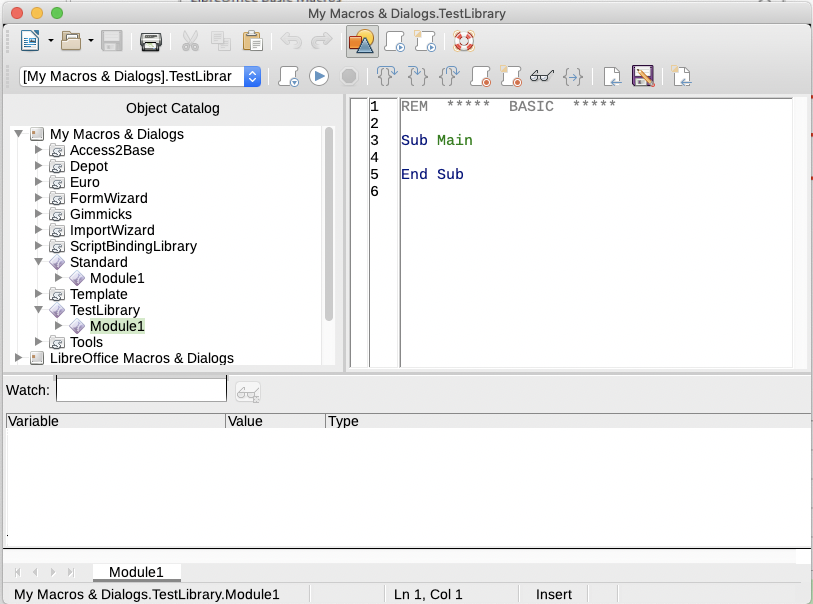 My Macros & Dialogs.TestLibrary
[My Macros & Dialogs].TestLibrar
Object Catalog
My Macros & Dialogs
Access2Base
Depot
Euro
FormWizard
Gimmicks
ImportWizard
ScriptBindingLibrary
Standard
Module1
Template
TestLibrary
Module1
Tools
LibreOffice Macros & Dialogs
1 REM ***** BASIC *****
2
3 Sub Main
4
5 End Sub
6
Watch:
Variable Value Type
Module1
My Macros & Dialogs.TestLibrary.Module1 Ln 1, Col 1 Insert